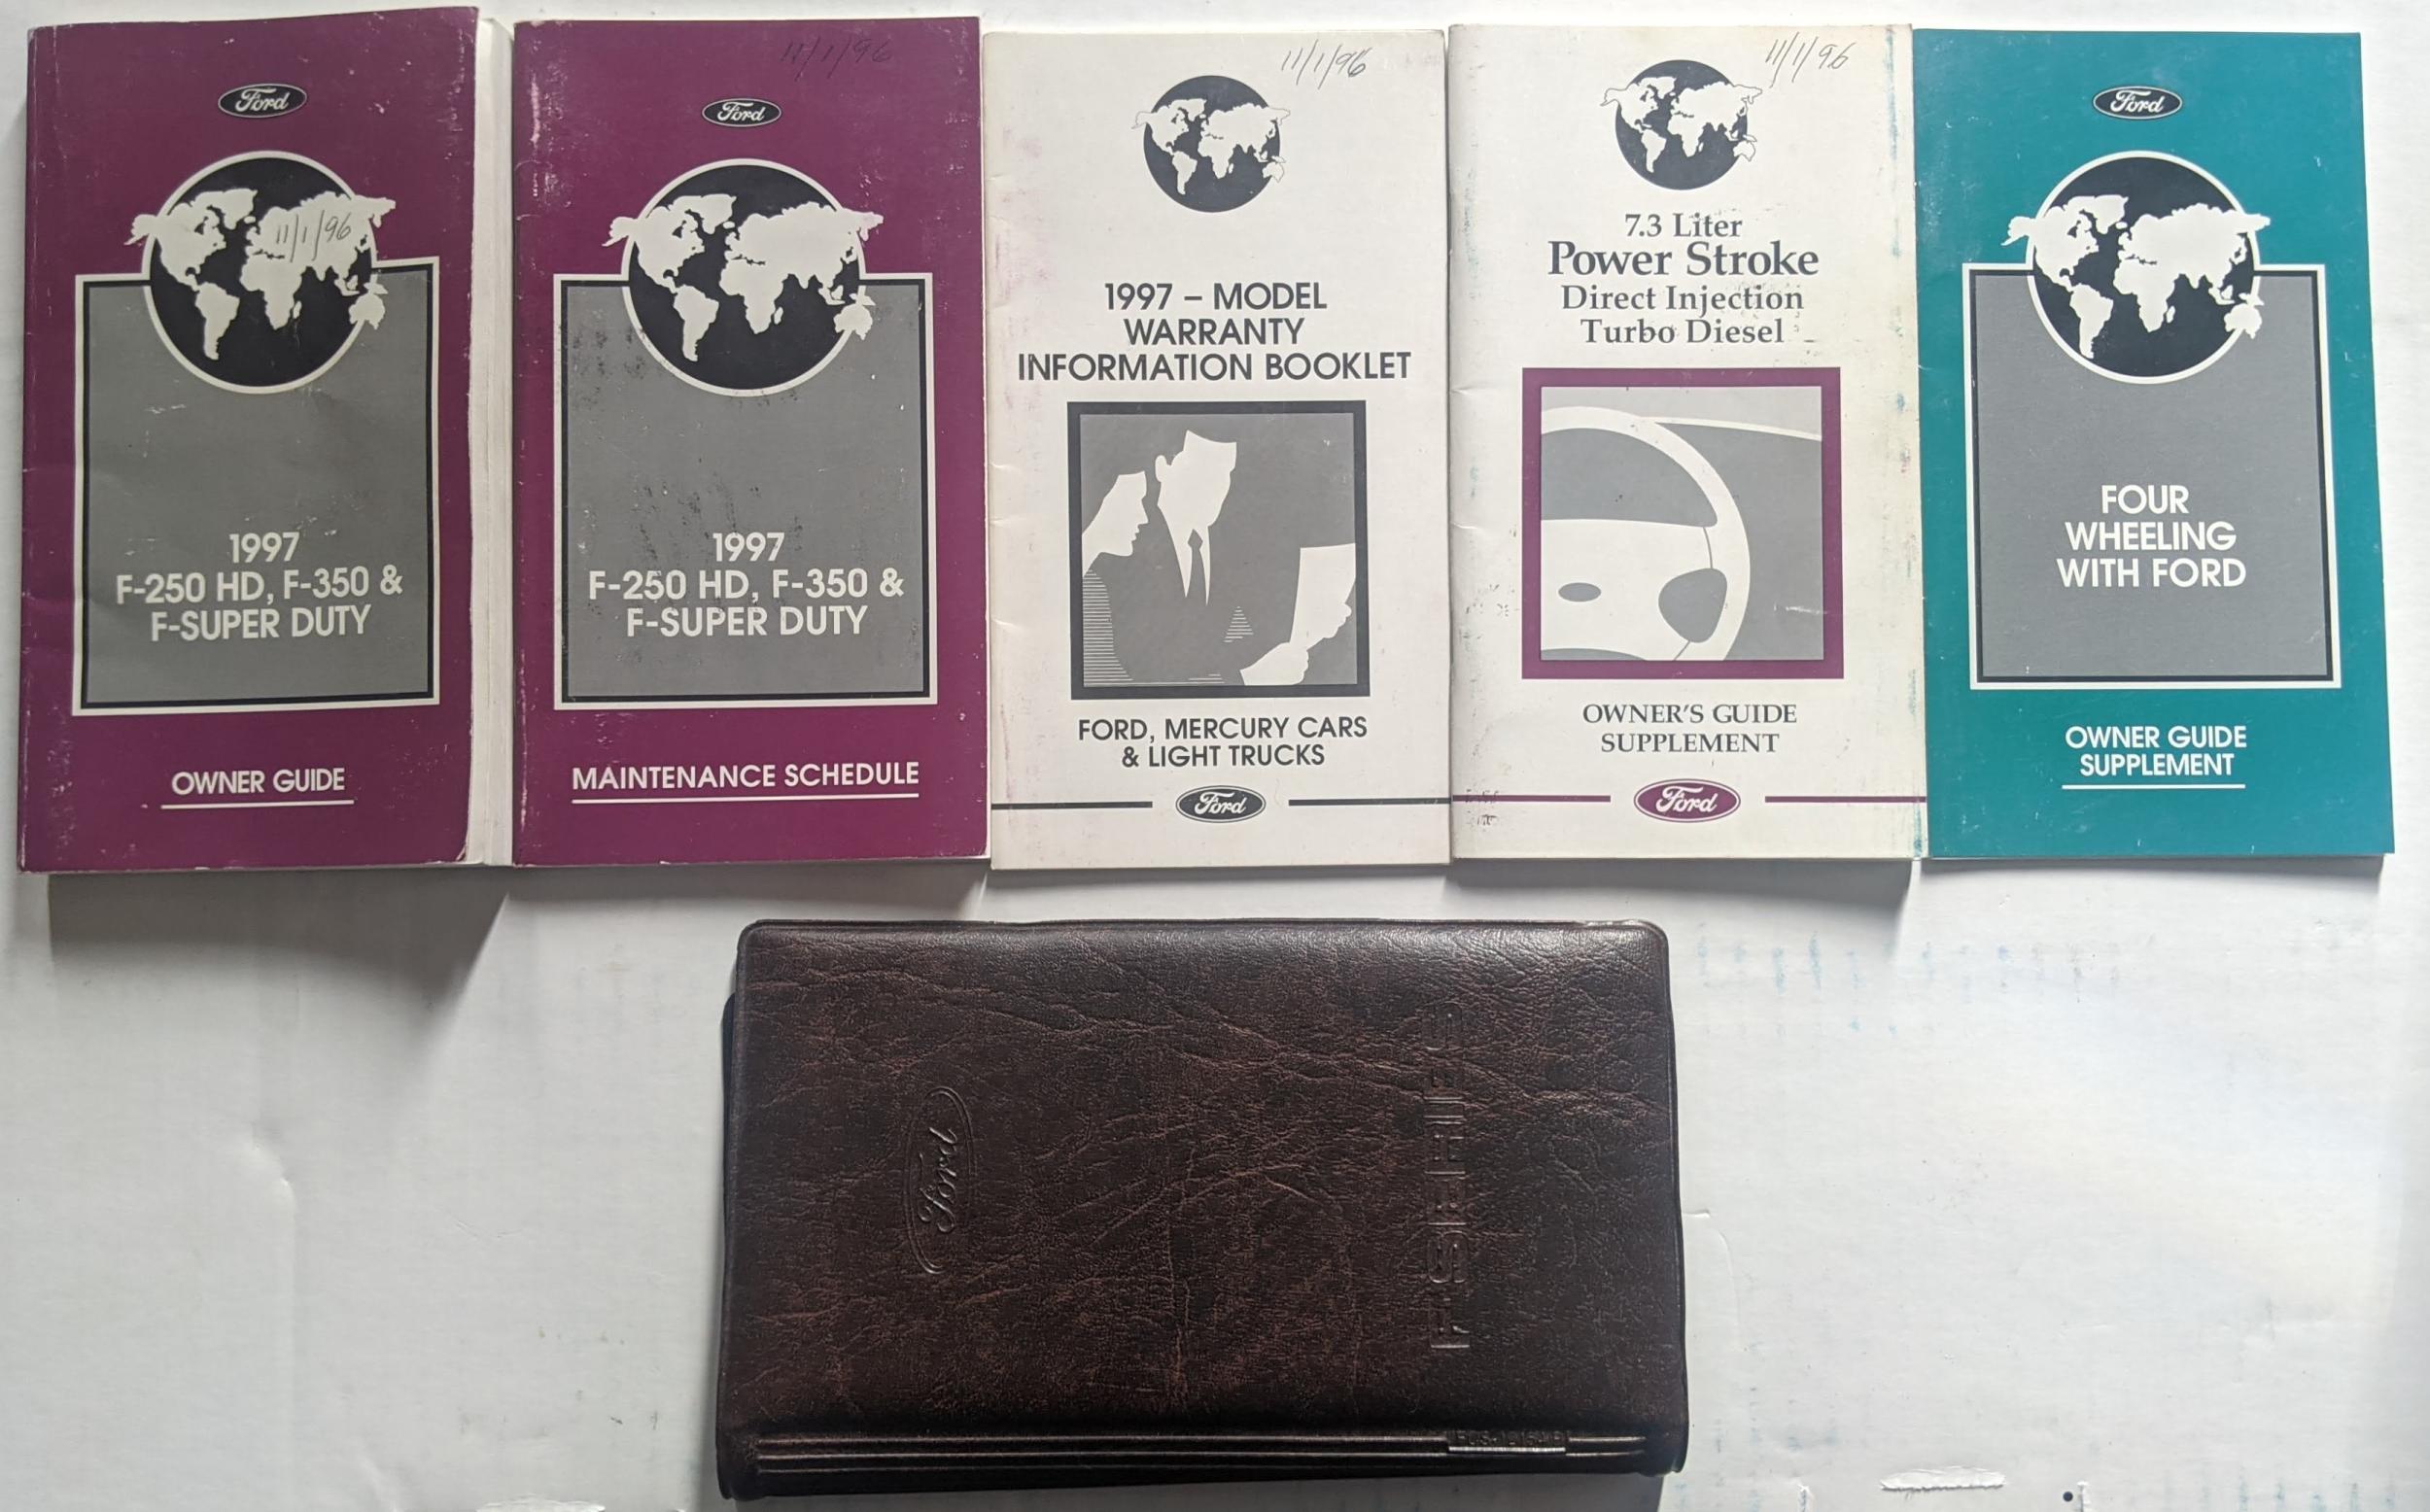 Ford
11/1/96
1997
F-250 HD, F-350 &
F-SUPER DUTY
OWNER GUIDE
11/1/96
Ford
1997
F-250 HD, F-350 &
F-SUPER DUTY
MAINTENANCE SCHEDULE
11/1/96
1997 – MODEL
WARRANTY
INFORMATION BOOKLET
FORD, MERCURY CARS
& LIGHT TRUCKS
Ford
11/1/96
7.3 Liter
Power Stroke
Direct Injection
Turbo Diesel
OWNER'S GUIDE
SUPPLEMENT
Ford
Ford
FOUR
WHEELING
WITH FORD
OWNER GUIDE
SUPPLEMENT
Ford
F-SERIES